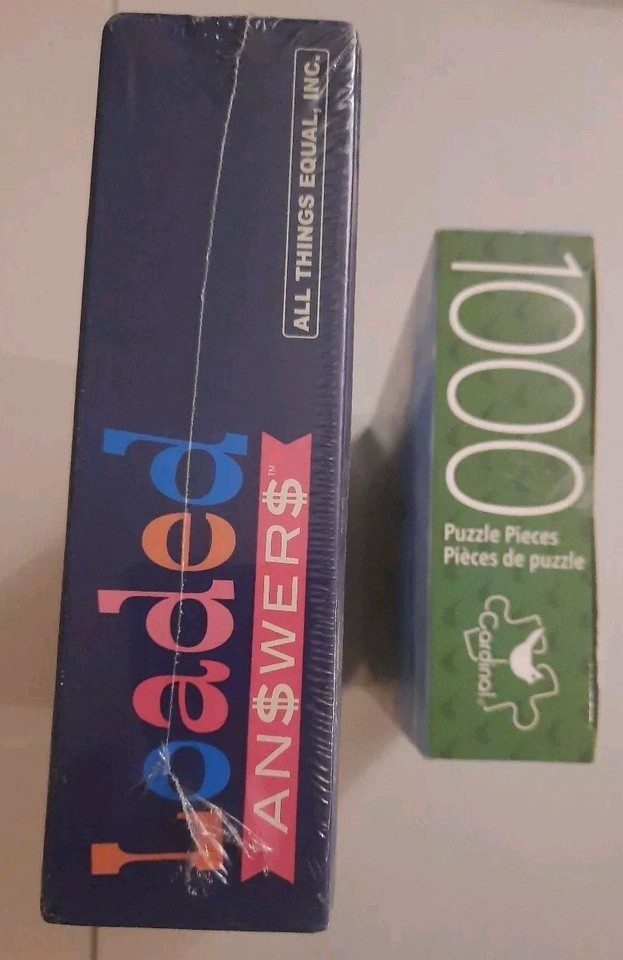 Loaded
AN$WER$™
ALL THINGS EQUAL, INC.
1000
Puzzle Pieces
Pièces de puzzle
Cardinal